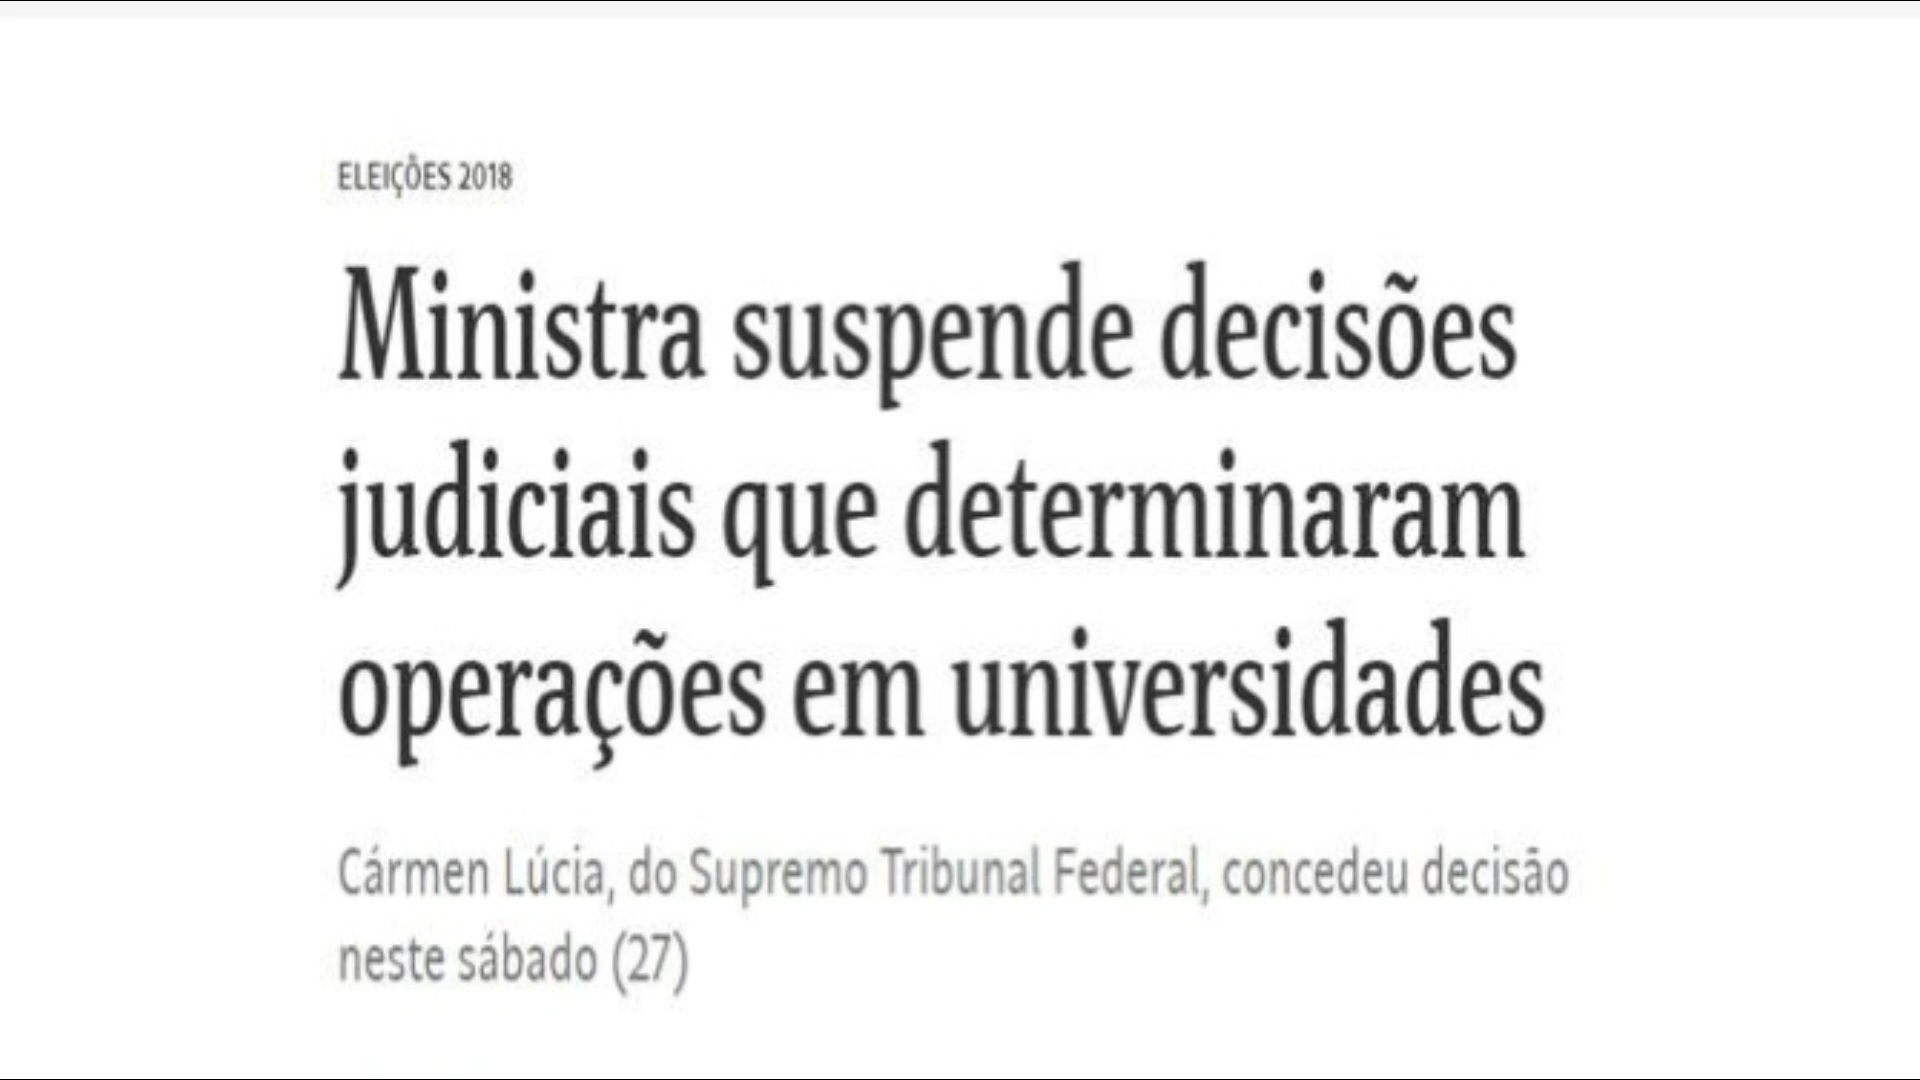 ELEIÇÕES 2018
Ministra suspende decisões
judiciais que determinaram
operações em universidades
Cármen Lúcia, do Supremo Tribunal Federal, concedeu decisão
neste sábado (27)